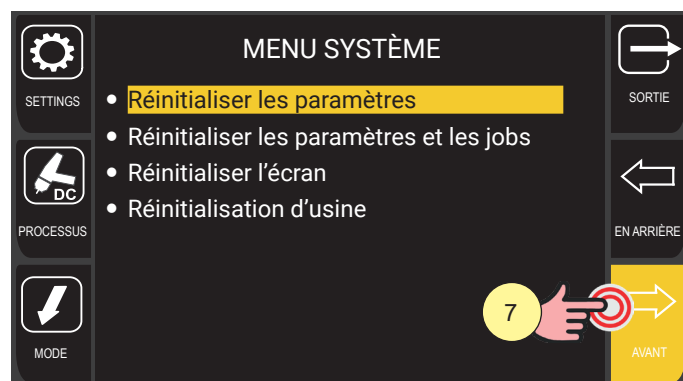 MENU SYSTÈME
SETTINGS
• Réinitialiser les paramètres
• Réinitialiser les paramètres et les jobs
• Réinitialiser l’écran
• Réinitialisation d’usine
DC
PROCESSUS
MODE
SORTIE
EN ARRIÈRE
7
AVANT